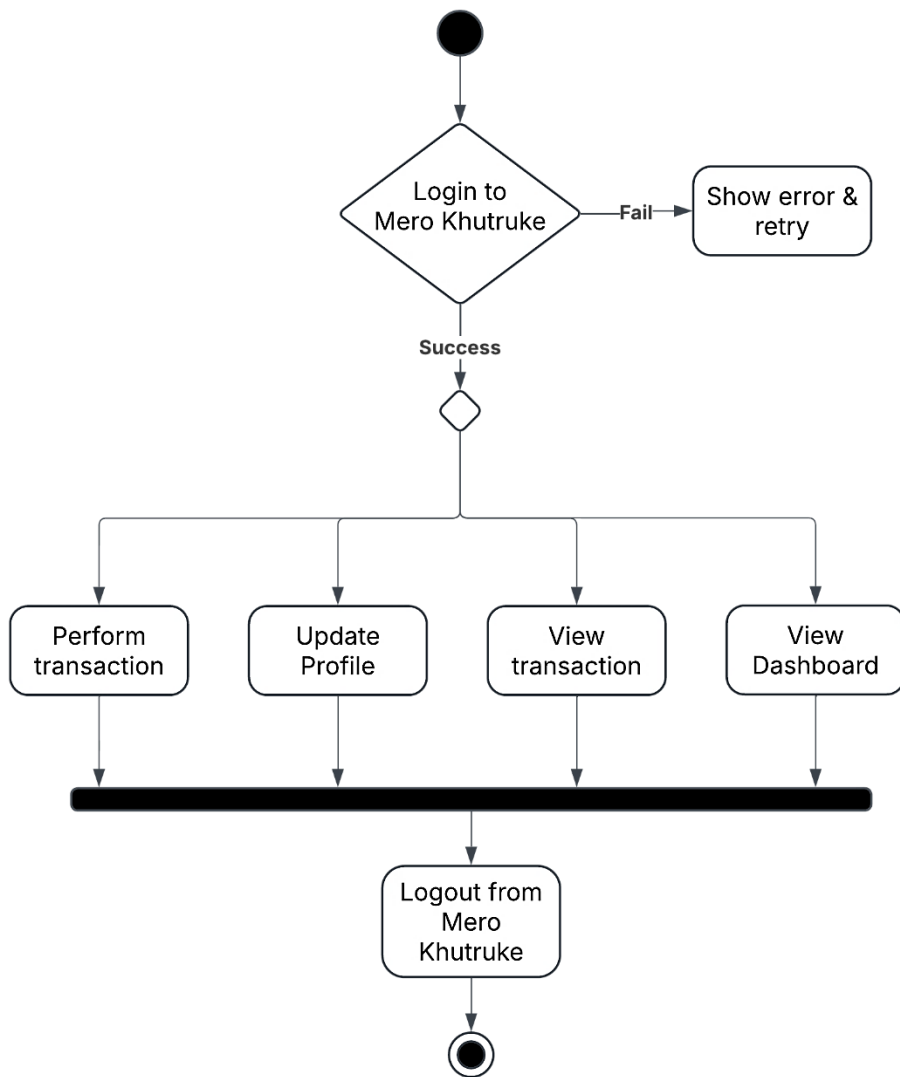 Login to
Mero Khutruke
Fail
Show error &
retry
Success
Perform
transaction
Update
Profile
View
transaction
View
Dashboard
Logout from
Mero
Khutruke